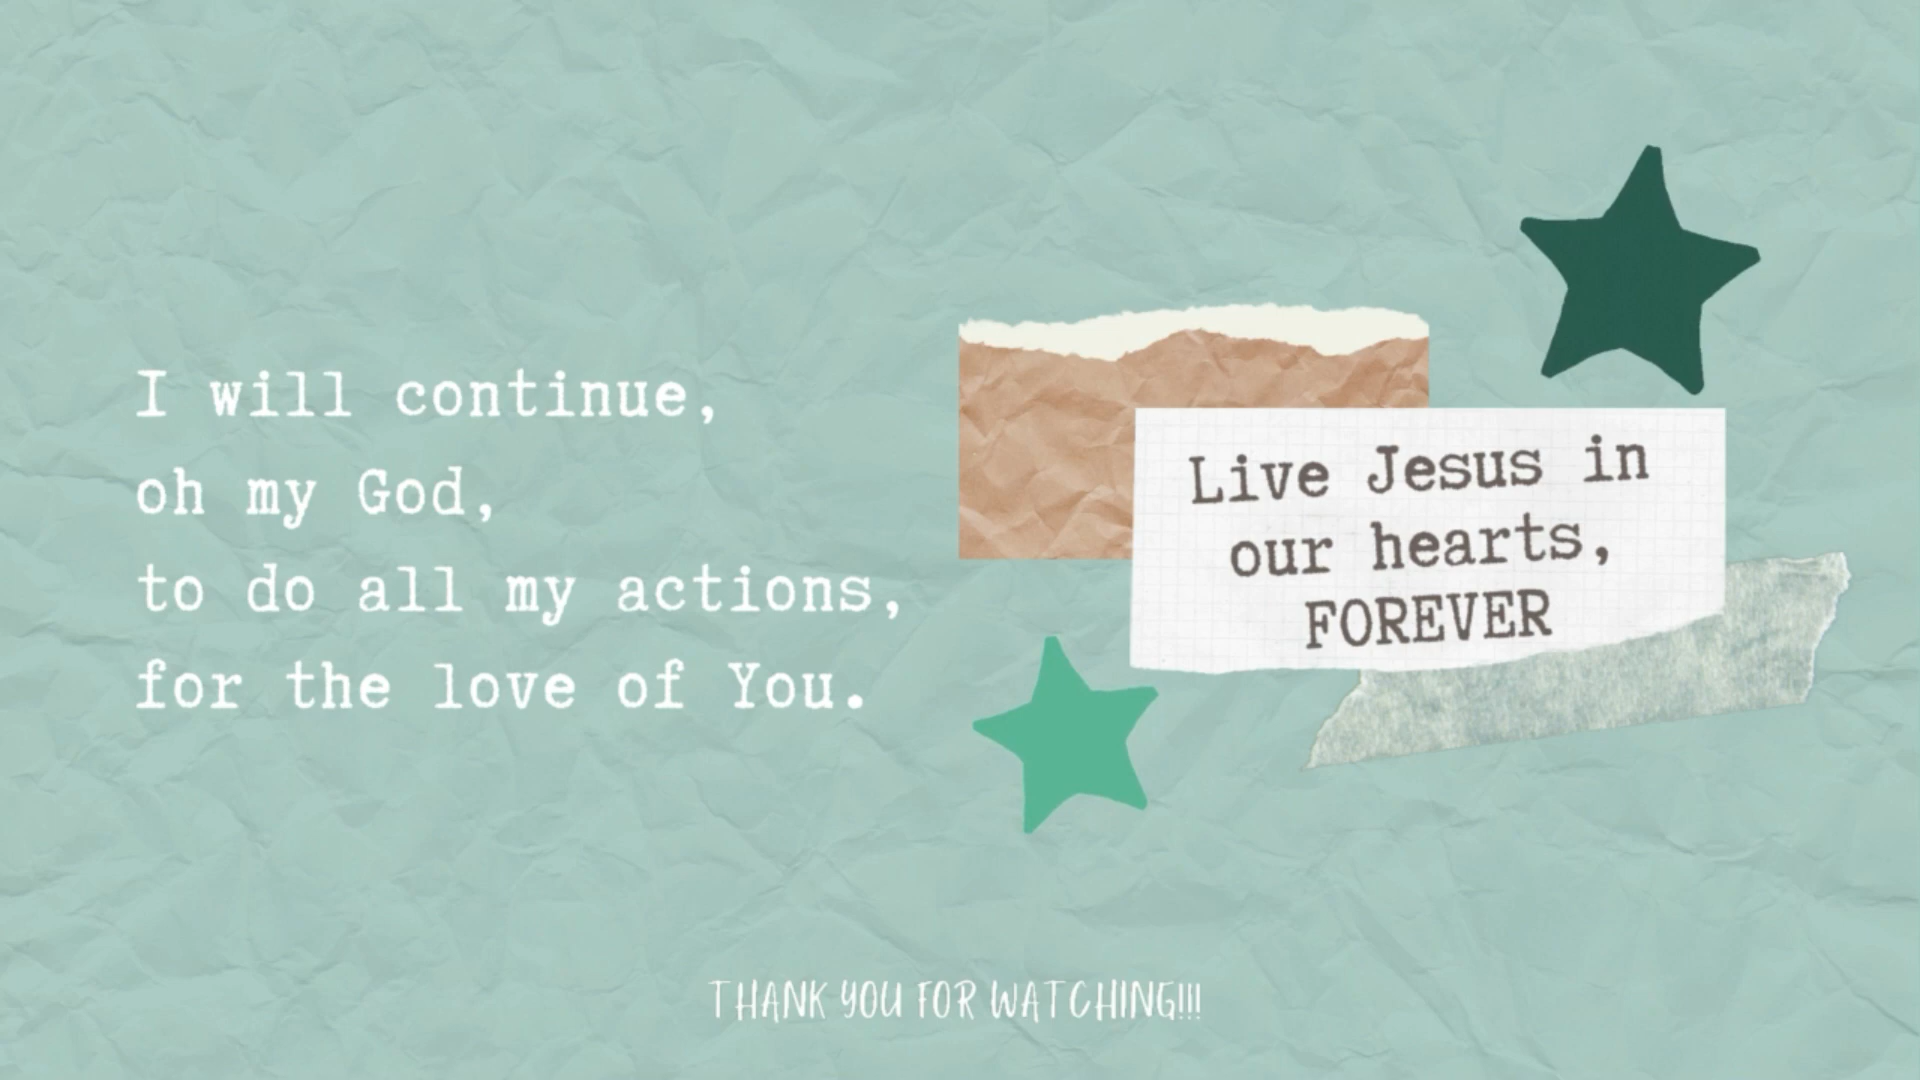 I will continue,
oh my God,
to do all my actions,
for the love of You.
Live Jesus in
our hearts,
FOREVER
THANK YOU FOR WATCHING!!!